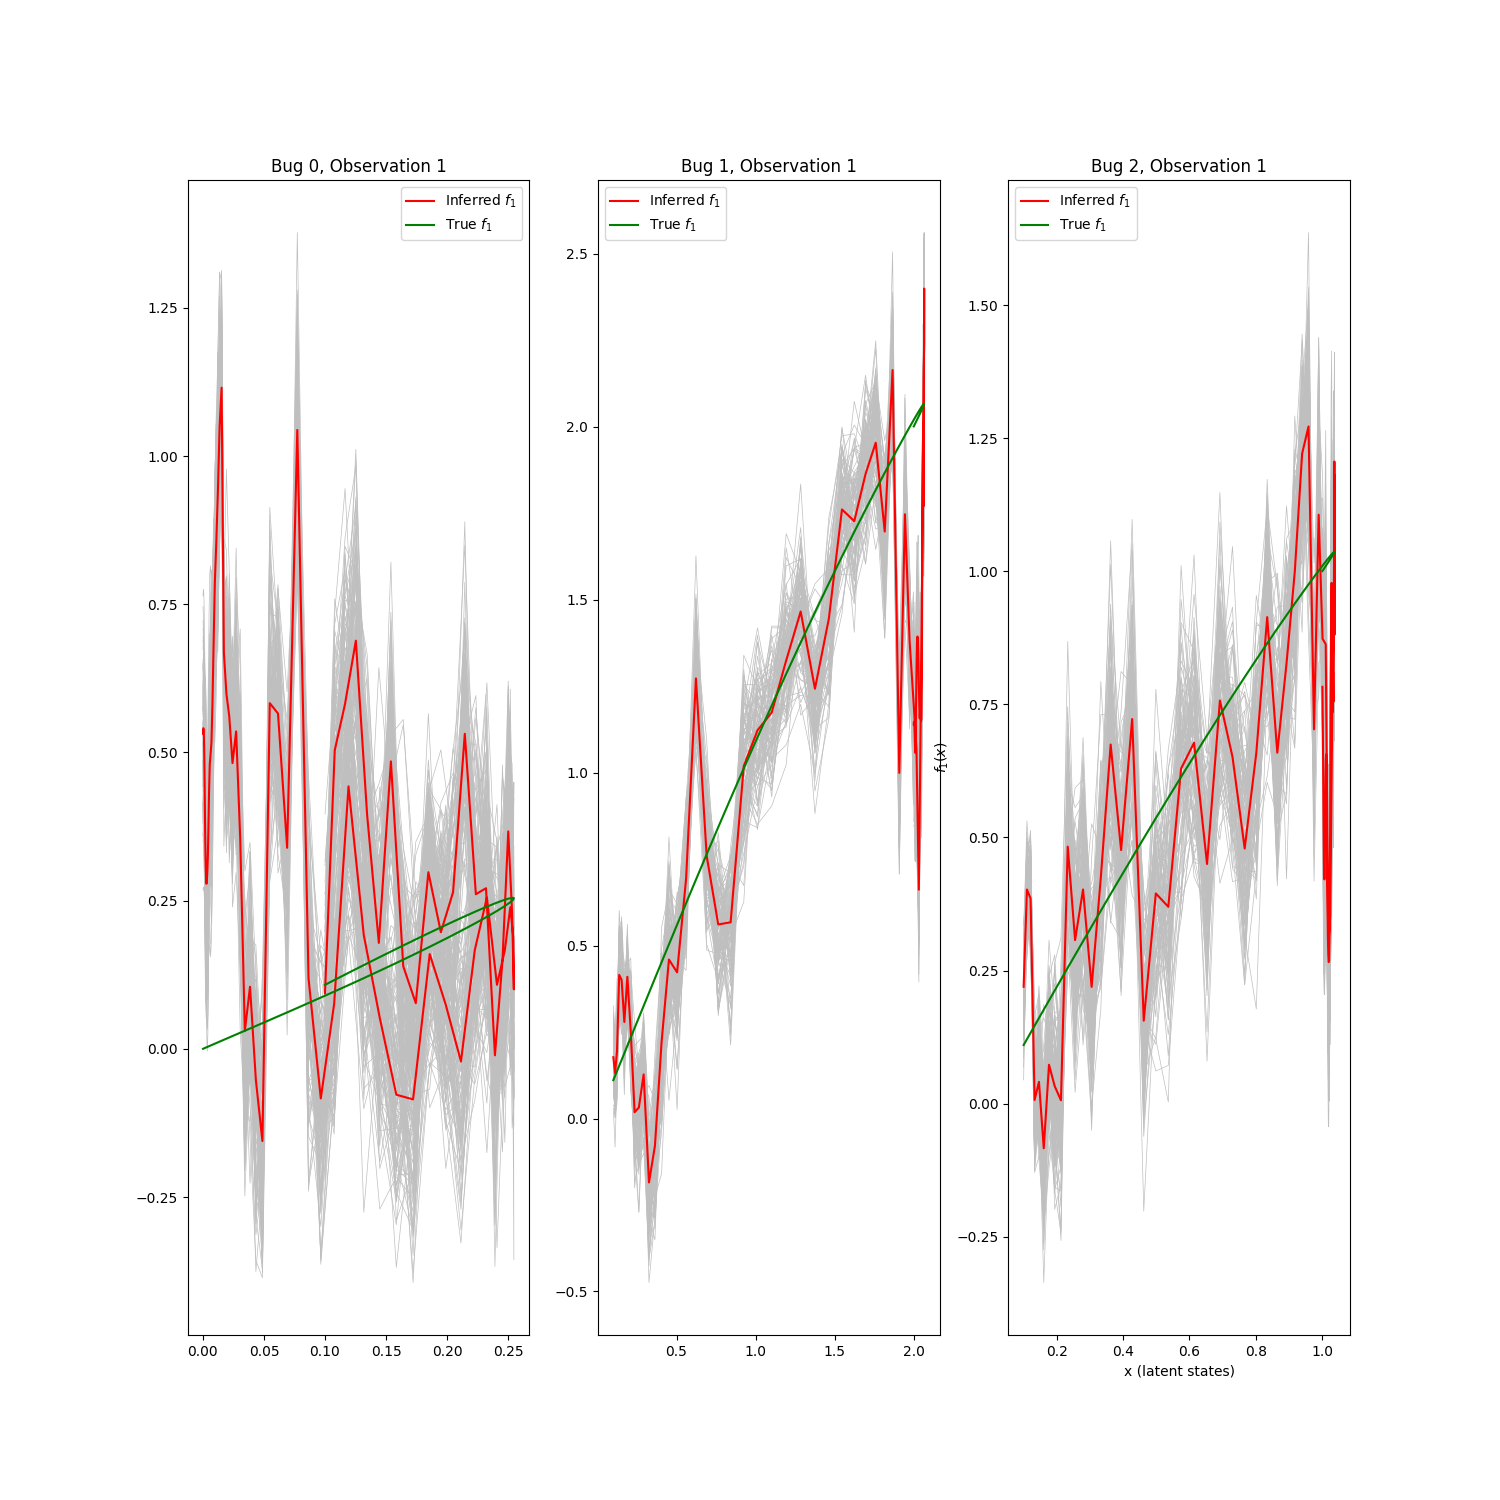 Bug 0, Observation 1
Inferred f₁
True f₁
1.25
1.00
0.75
0.50
0.25
0.00
−0.25
0.00 0.05 0.10 0.15 0.20 0.25
Bug 1, Observation 1
Inferred f₁
True f₁
2.5
2.0
1.5
1.0
0.5
0.0
−0.5
0.5 1.0 1.5 2.0
Bug 2, Observation 1
Inferred f₁
True f₁
f₁(x)
1.50
1.25
1.00
0.75
0.50
0.25
0.00
−0.25
0.2 0.4 0.6 0.8 1.0
x (latent states)